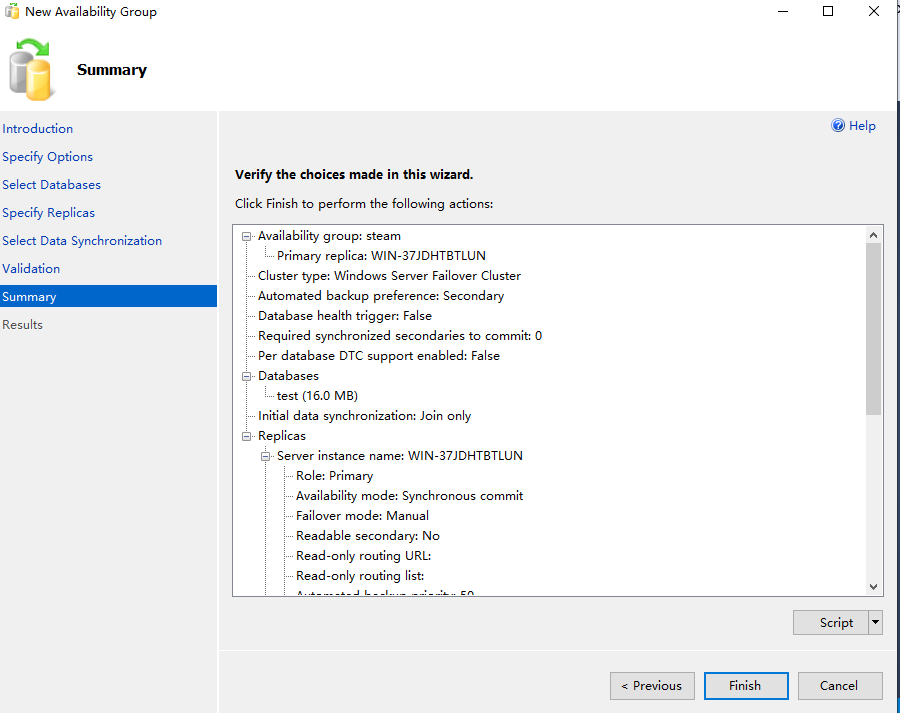 New Availability Group
Summary
Introduction
Specify Options
Select Databases
Specify Replicas
Select Data Synchronization
Validation
Summary
Results
Help
Verify the choices made in this wizard.
Click Finish to perform the following actions:
Availability group: steam
Primary replica: WIN-37JDHTBTLUN
Cluster type: Windows Server Failover Cluster
Automated backup preference: Secondary
Database health trigger: False
Required synchronized secondaries to commit: 0
Per database DTC support enabled: False
Databases
test (16.0 MB)
Initial data synchronization: Join only
Replicas
Server instance name: WIN-37JDHTBTLUN
Role: Primary
Availability mode: Synchronous commit
Failover mode: Manual
Readable secondary: No
Read-only routing URL:
Read-only routing list:
Automated backup priority: 50
Script
< Previous
Finish
Cancel